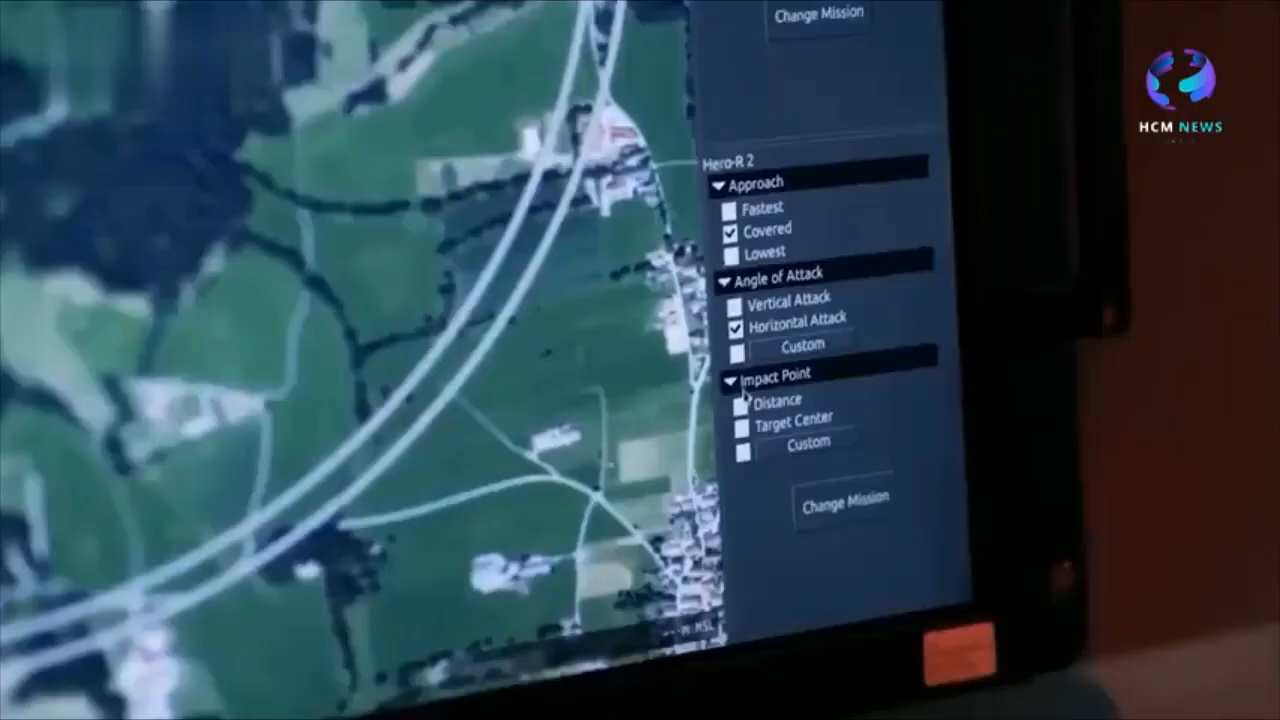 Change Mission
HCM NEWS
Hero-R 2
Approach
Fastest
Covered
Lowest
Angle of Attack
Vertical Attack
Horizontal Attack
Custom
Impact Point
Distance
Target Center
Custom
Change Mission
m MSL